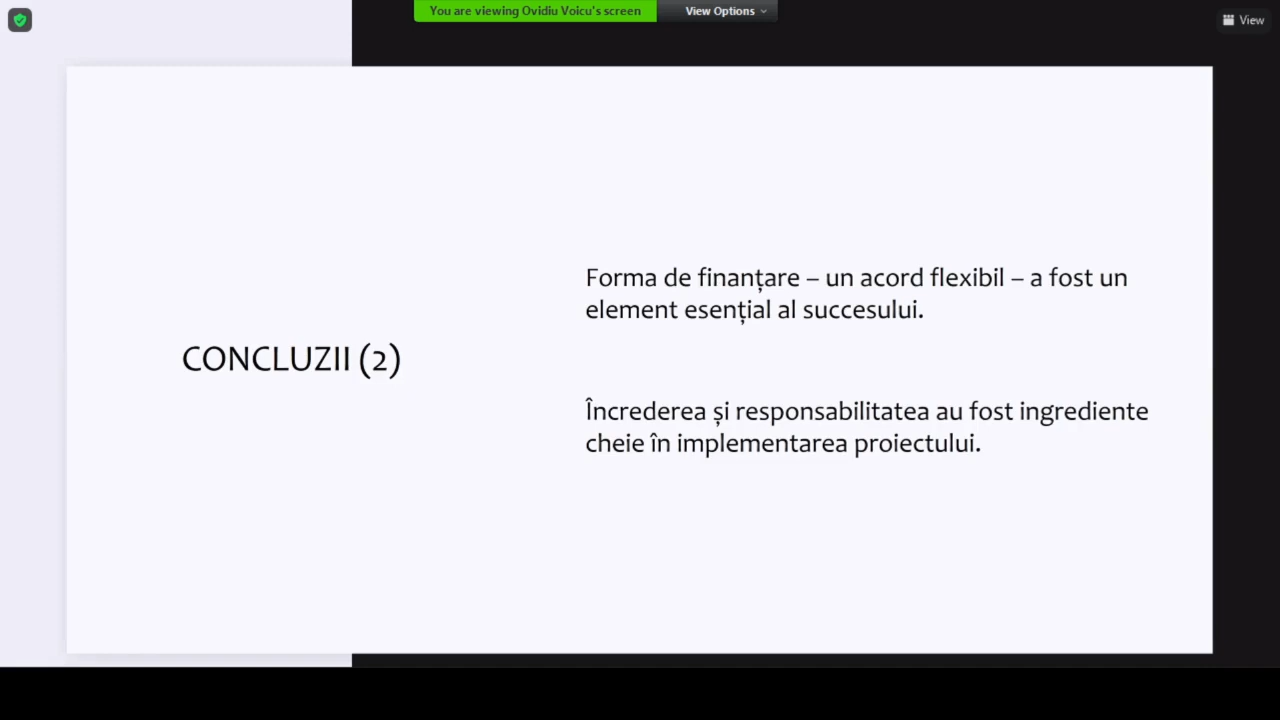 You are viewing Ovidiu Voicu's screen
View Options
View
CONCLUZII (2)
Forma de finanțare – un acord flexibil – a fost un
element esențial al succesului.
Încrederea și responsabilitatea au fost ingrediente
cheie în implementarea proiectului.